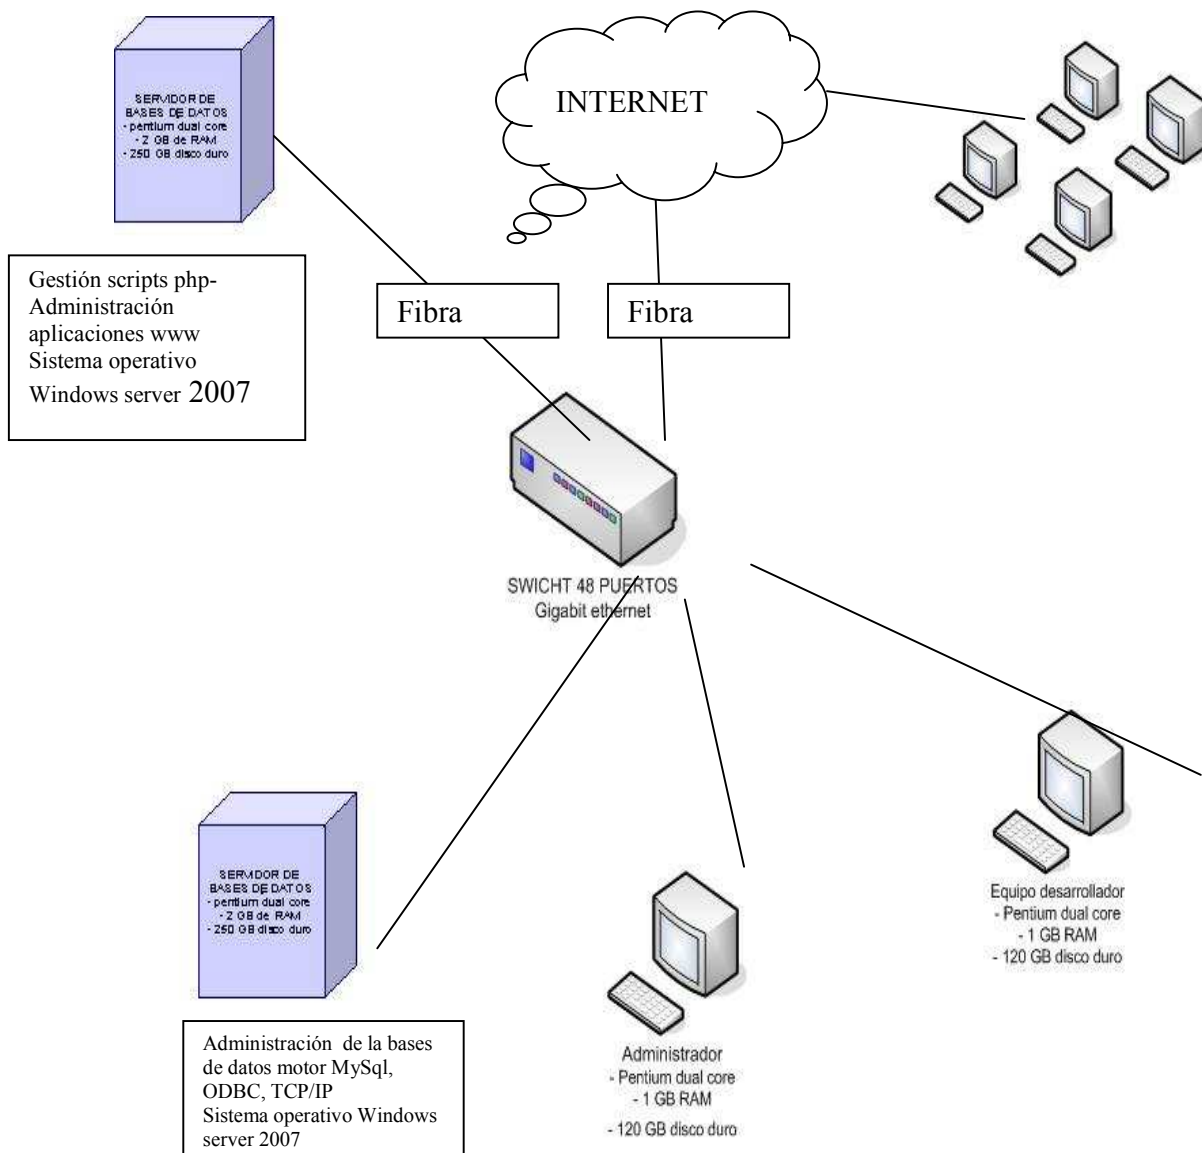 SERVIDOR DE
BASES DE DATOS
- pentium dual core
- 2 GB de RAM
- 250 GB disco duro
INTERNET
Gestión scripts php-
Administración
aplicaciones www
Sistema operativo
Windows server 2007
Fibra
Fibra
SWICHT 48 PUERTOS
Gigabit ethernet
SERVIDOR DE
BASES DE DATOS
- pentium dual core
- 2 GB de RAM
- 250 GB disco duro
Administración de la bases
de datos motor MySql,
ODBC, TCP/IP
Sistema operativo Windows
server 2007
Administrador
- Pentium dual core
- 1 GB RAM
- 120 GB disco duro
Equipo desarrollador
- Pentium dual core
- 1 GB RAM
- 120 GB disco duro